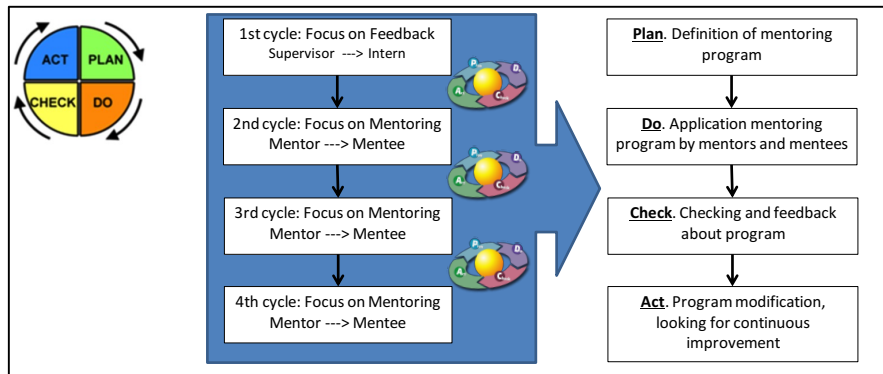 ACT
PLAN
CHECK
DO
1st cycle: Focus on Feedback
Supervisor ---> Intern
2nd cycle: Focus on Mentoring
Mentor ---> Mentee
3rd cycle: Focus on Mentoring
Mentor ---> Mentee
4th cycle: Focus on Mentoring
Mentor ---> Mentee
Plan. Definition of mentoring
program
Do. Application mentoring
program by mentors and mentees
Check. Checking and feedback
about program
Act. Program modification,
looking for continuous
improvement